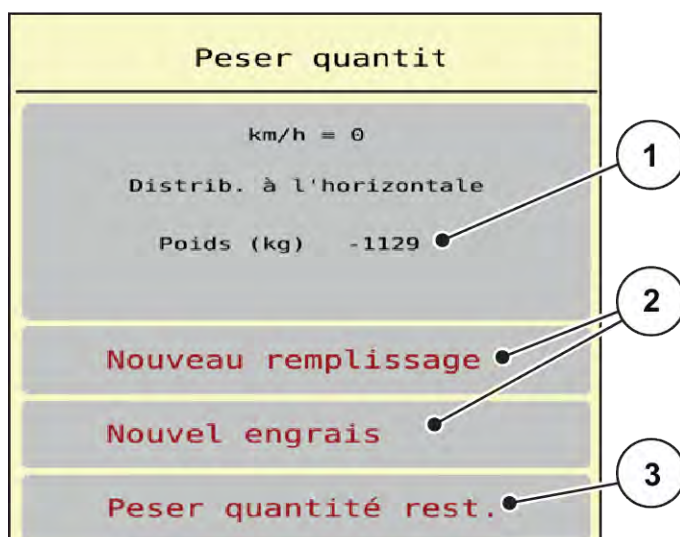 Peser quantit
km/h = 0
Distrib. à l'horizontale
Poids (kg) -1129
1
2
Nouveau remplissage
Nouvel engrais
3
Peser quantité rest.